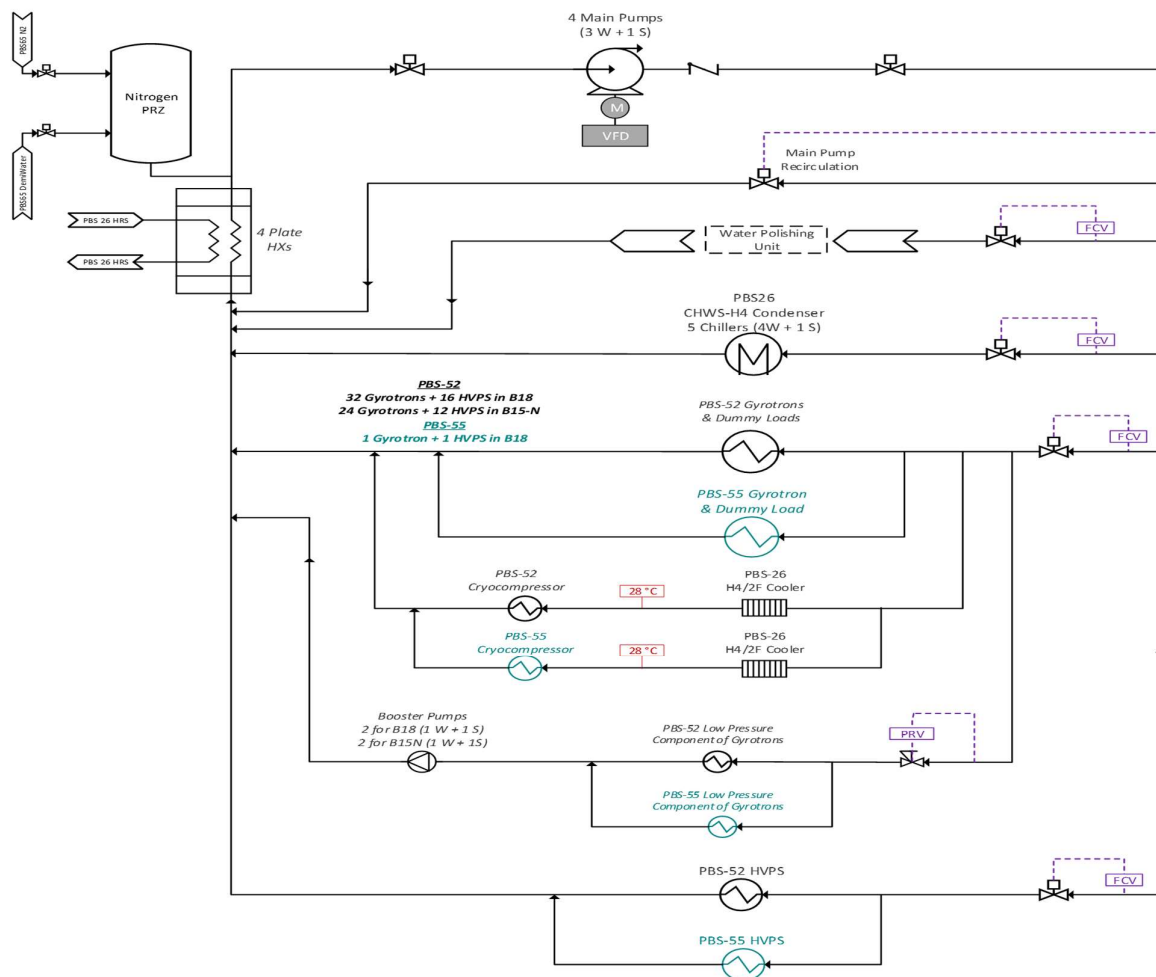 4 Main Pumps
(3 W + 1 S)
PBS65 N2
Nitrogen
PRZ
M
VFD
PBS65 DemiWater
Main Pump
Recirculation
PBS 26 HRS
4 Plate
HXs
PBS 26 HRS
Water Polishing
Unit
FCV
PBS26
CHWS-H4 Condenser
5 Chillers (4W + 1 S)
FCV
PBS-52
32 Gyrotrons + 16 HVPS in B18
24 Gyrotrons + 12 HVPS in B15-N
PBS-55
1 Gyrotron + 1 HVPS in B18
PBS-52 Gyrotrons
& Dummy Loads
FCV
PBS-55 Gyrotron
& Dummy Load
PBS-52
Cryocompressor
28 °C
PBS-26
H4/2F Cooler
PBS-55
Cryocompressor
28 °C
PBS-26
H4/2F Cooler
Booster Pumps
2 for B18 (1 W + 1 S)
2 for B15N (1 W + 1S)
PBS-52 Low Pressure
Component of Gyrotrons
PRV
PBS-55 Low Pressure
Component of Gyrotrons
PBS-52 HVPS
FCV
PBS-55 HVPS